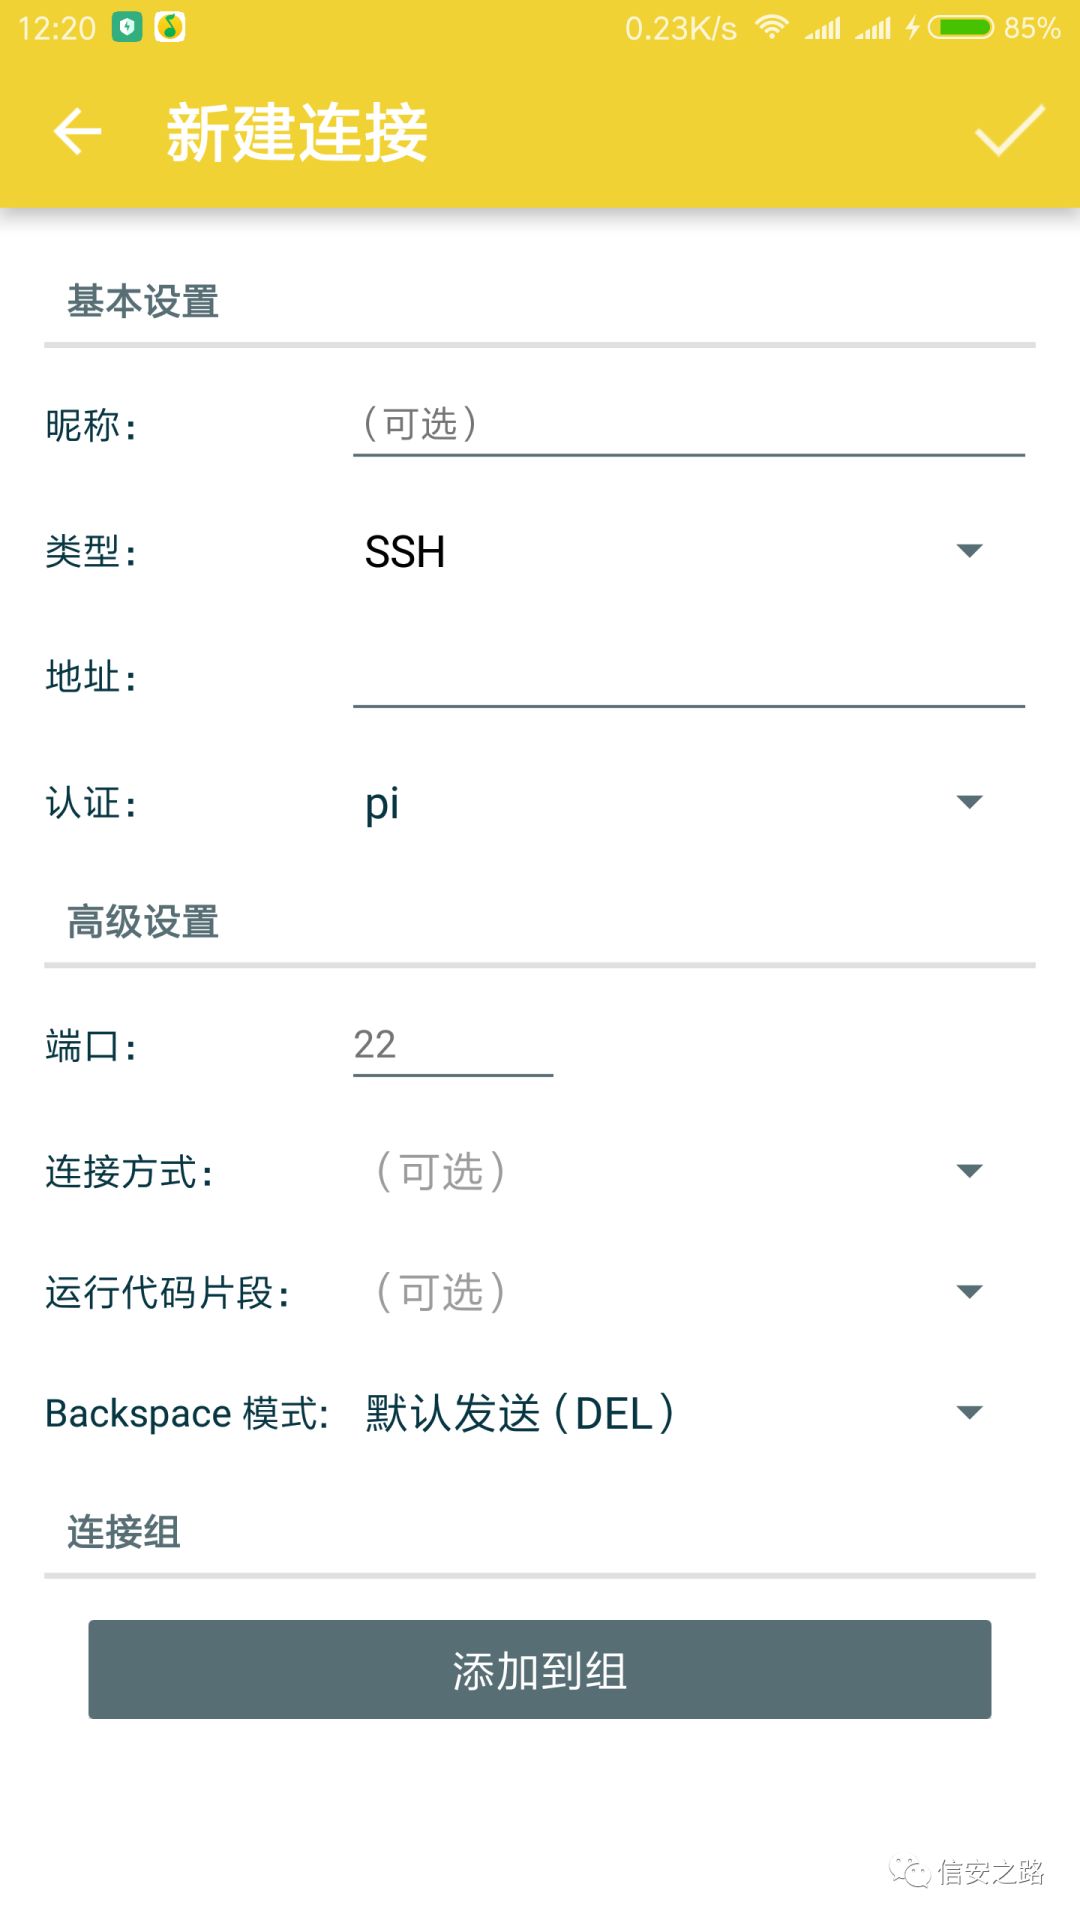 12:20 0.23K/s 85%
新建连接
基本设置
昵称： （可选）
类型： SSH
地址：
认证： pi
高级设置
端口： 22
连接方式： （可选）
运行代码片段： （可选）
Backspace 模式: 默认发送（DEL）
连接组
添加到组
信安之路